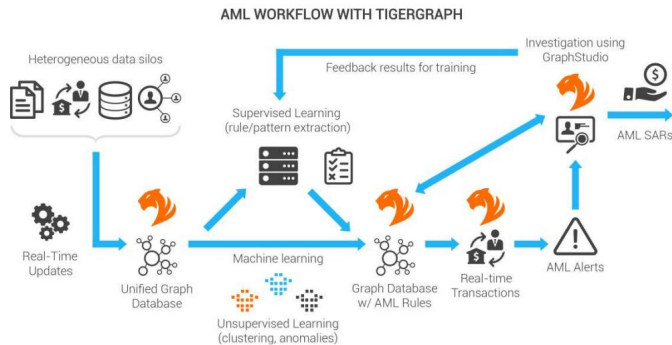 AML WORKFLOW WITH TIGERGRAPH
Heterogeneous data silos
Investigation using
GraphStudio
Feedback results for training
Supervised Learning
(rule/pattern extraction)
AML SARs
Real-Time
Updates
Unified Graph
Database
Machine learning
Unsupervised Learning
(clustering, anomalies)
Graph Database
w/ AML Rules
Real-time
Transactions
AML Alerts